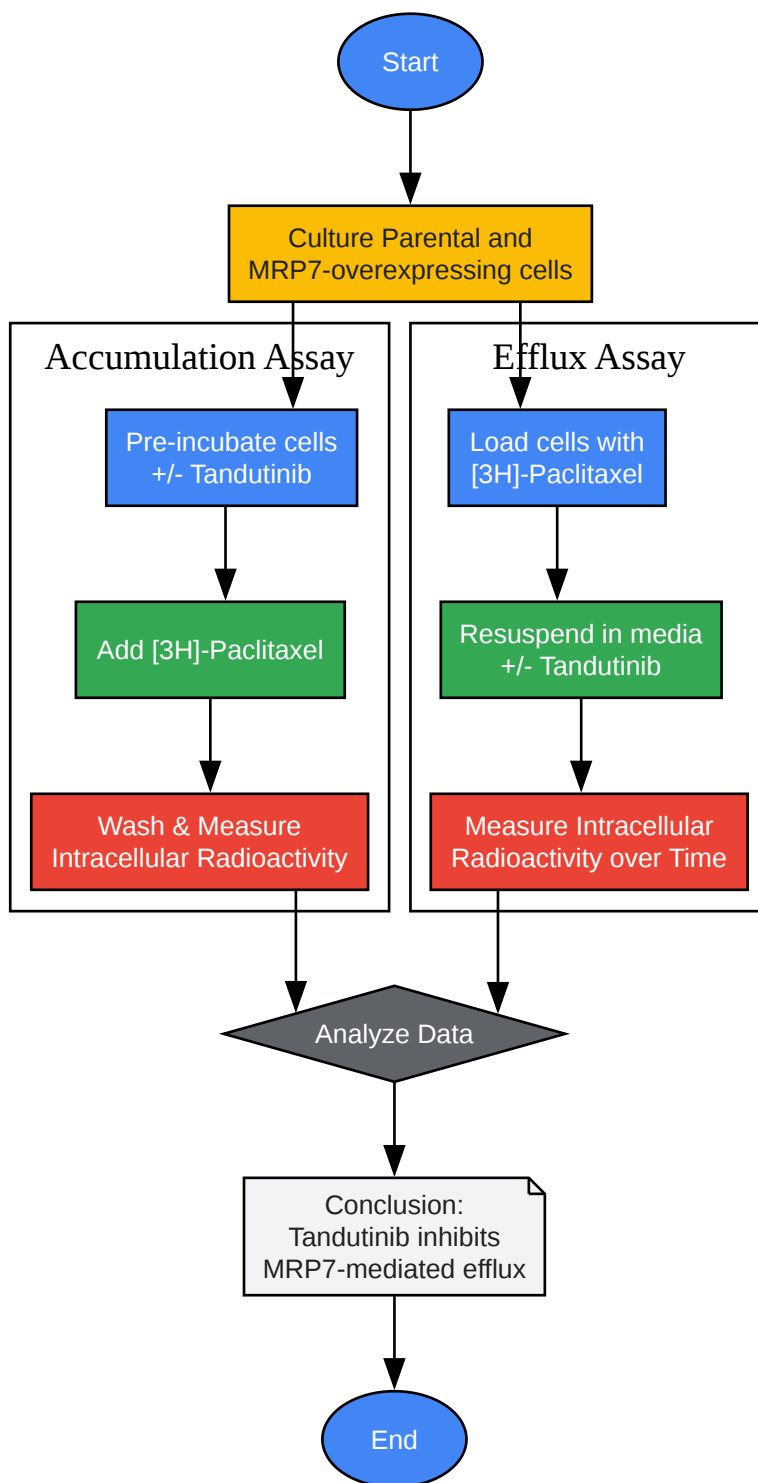 Start
Culture Parental and
MRP7-overexpressing cells
Accumulation Assay
Pre-incubate cells
+/- Tandutinib
Add [3H]-Paclitaxel
Wash & Measure
Intracellular Radioactivity
Efflux Assay
Load cells with
[3H]-Paclitaxel
Resuspend in media
+/- Tandutinib
Measure Intracellular
Radioactivity over Time
Analyze Data
Conclusion:
Tandutinib inhibits
MRP7-mediated efflux
End